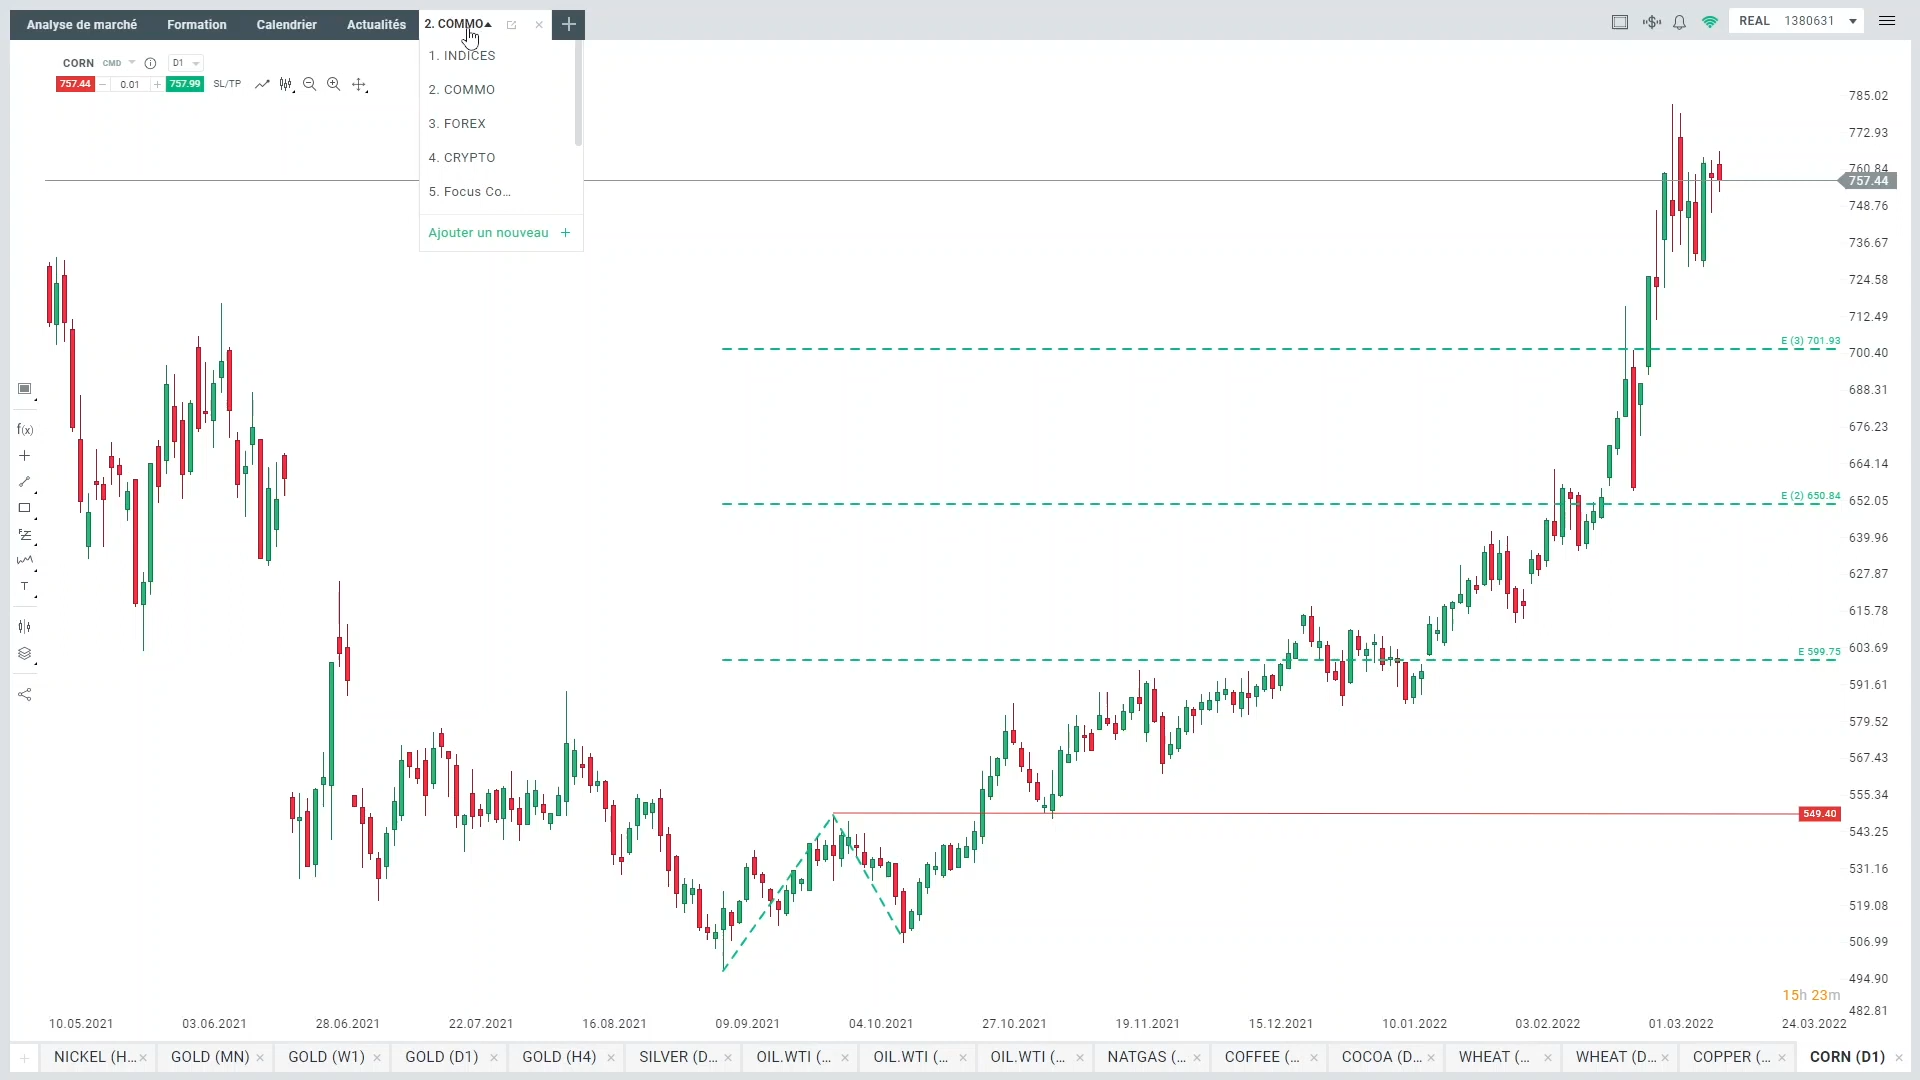 Analyse de marché Formation Calendrier Actualités 2. COMMO REAL 1380631
1. INDICES
2. COMMO
3. FOREX
4. CRYPTO
5. Focus Co...
Ajouter un nouveau +
CORN CMD D1
757.44 0.01 757.99 SL/TP
785.02
772.93
760.84
757.44
748.76
736.67
724.58
712.49
E (3) 701.93
700.40
688.31
676.23
664.14
E (2) 650.84
652.05
639.96
627.87
615.78
E 599.75
603.69
591.61
579.52
567.43
555.34
549.40
543.25
531.16
519.08
506.99
494.90
482.81
f(x)
T
15h 23m
10.05.2021 03.06.2021 28.06.2021 22.07.2021 16.08.2021 09.09.2021 04.10.2021 27.10.2021 19.11.2021 15.12.2021 10.01.2022 03.02.2022 01.03.2022 24.03.2022
NICKEL (H... GOLD (MN) GOLD (W1) GOLD (D1) GOLD (H4) SILVER (D... OIL.WTI (... OIL.WTI (... OIL.WTI (... NATGAS (... COFFEE (... COCOA (D... WHEAT (... WHEAT (D... COPPER (... CORN (D1)